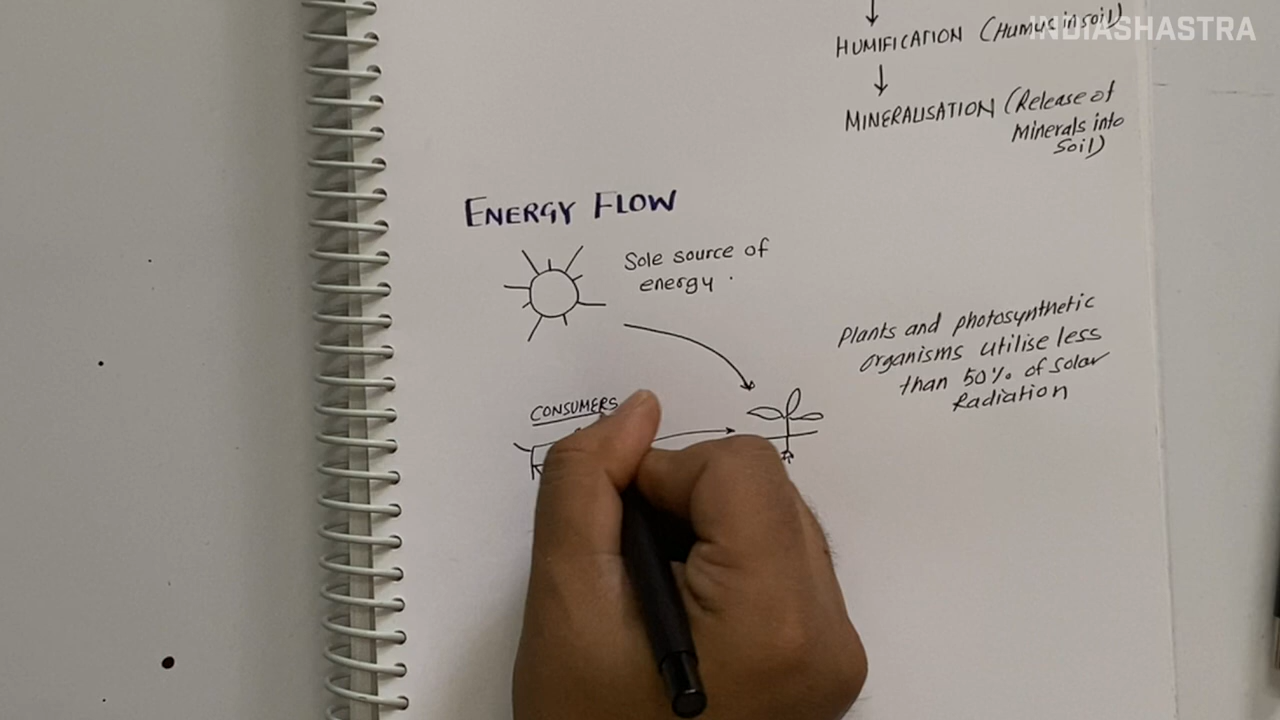 INDIASHASTRA
HUMIFICATION (Humus in soil)
MINERALISATION (Release of
Minerals into
Soil)
ENERGY FLOW
Sole source of
energy.
Plants and photosynthetic
organisms utilise less
than 50% of solar
Radiation
CONSUMERS